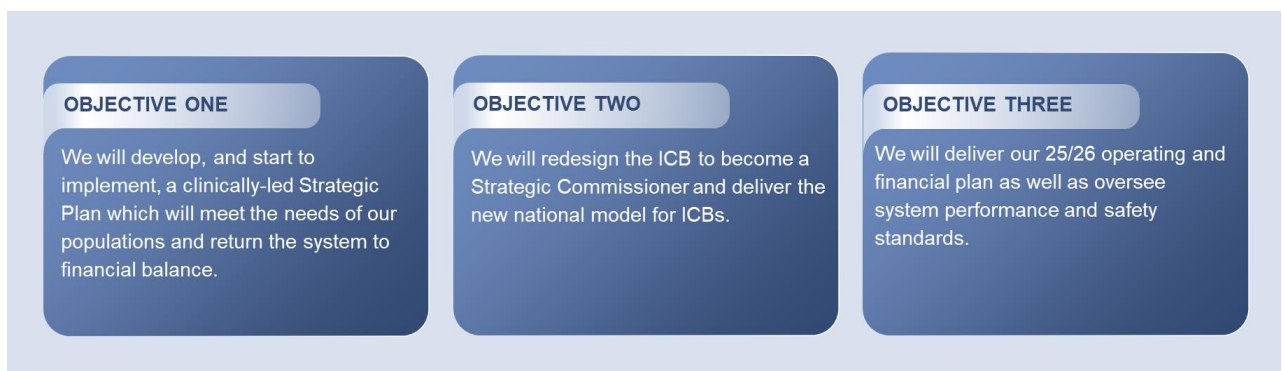 OBJECTIVE ONE
We will develop, and start to
implement, a clinically-led Strategic
Plan which will meet the needs of our
populations and return the system to
financial balance.
OBJECTIVE TWO
We will redesign the ICB to become a
Strategic Commissioner and deliver the
new national model for ICBs.
OBJECTIVE THREE
We will deliver our 25/26 operating and
financial plan as well as oversee
system performance and safety
standards.